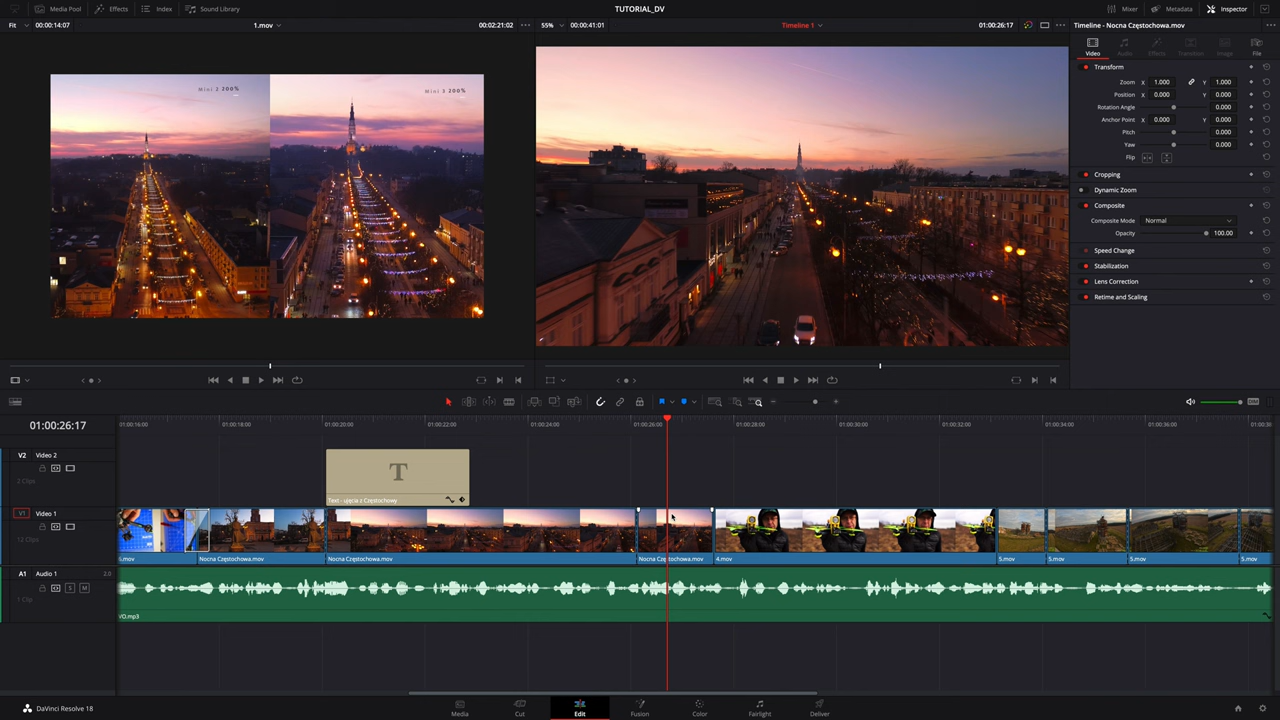 Media Pool
Effects
Index
Sound Library
TUTORIAL_DV
Mixer
Metadata
Inspector
Fit
00:00:14:07
1.mov
00:02:21:02
55%
00:00:41:01
Timeline 1
01:00:26:17
Timeline - Nocna Częstochowa.mov
Mini 2 200%
Mini 3 200%
Video
Audio
Effects
Transition
Image
File
Transform
Zoom X 1.000 Y 1.000
Position X 0.000 Y 0.000
Rotation Angle 0.000
Anchor Point X 0.000 Y 0.000
Pitch 0.000
Yaw 0.000
Flip
Cropping
Dynamic Zoom
Composite
Composite Mode Normal
Opacity 100.00
Speed Change
Stabilization
Lens Correction
Retime and Scaling
01:00:26:17
01:00:16:00
01:00:18:00
01:00:20:00
01:00:22:00
01:00:24:00
01:00:26:00
01:00:28:00
01:00:30:00
01:00:32:00
01:00:34:00
01:00:36:00
V2 Video 2
2 Clips
T
Text - ujęcia z Częstochowy
V1 Video 1
12 Clips
Nocna Częstochowa.mov
Nocna Częstochowa.mov
Nocna Częstochowa.mov
4.mov
5.mov
5.mov
5.mov
5.mov
A1 Audio 1 2.0
S M
1 Clip
VO.mp3
DaVinci Resolve 18
Media
Cut
Edit
Fusion
Color
Fairlight
Deliver